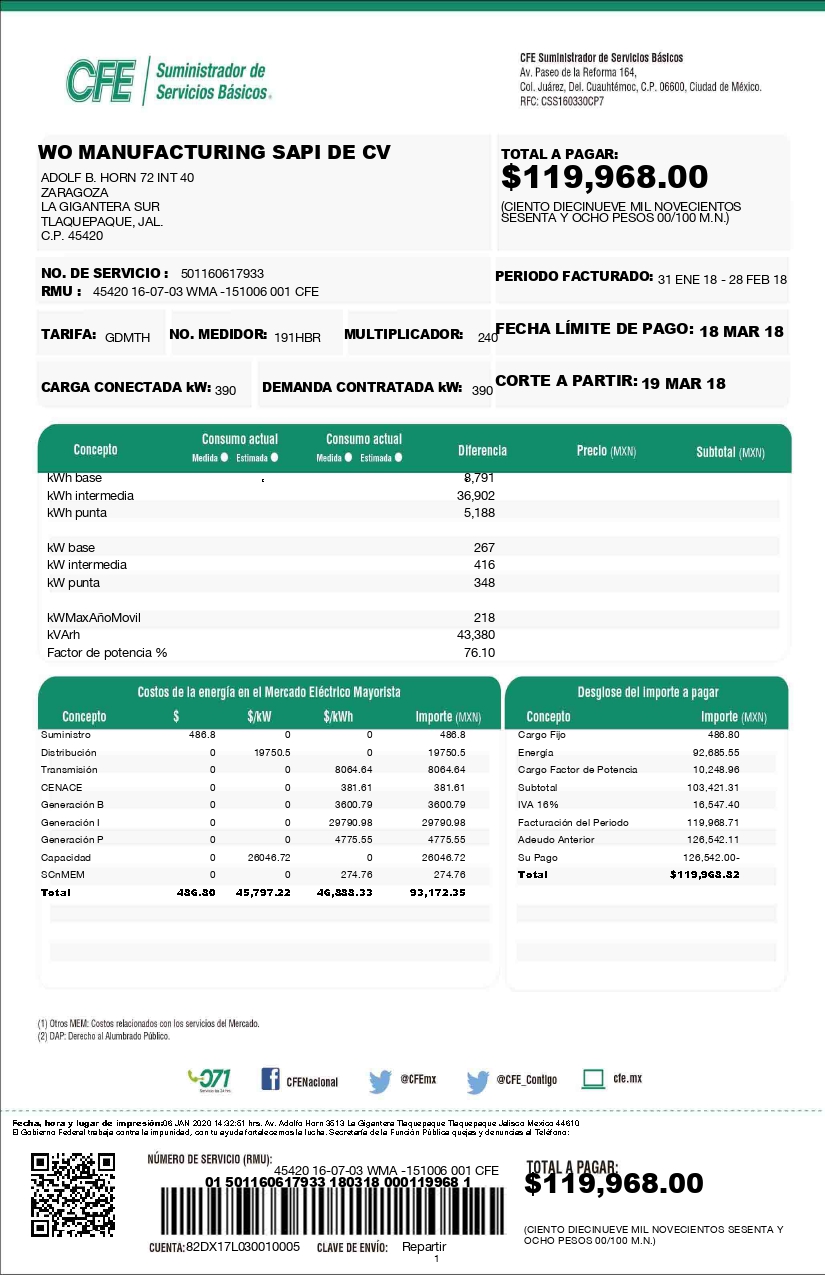 CFE Suministrador de
Servicios Básicos®
CFE Suministrador de Servicios Básicos
Av. Paseo de la Reforma 164,
Col. Juárez, Del. Cuauhtémoc, C.P. 06600, Ciudad de México.
RFC: CSS160330CP7
WO MANUFACTURING SAPI DE CV
ADOLF B. HORN 72 INT 40
ZARAGOZA
LA GIGANTERA SUR
TLAQUEPAQUE, JAL.
C.P. 45420
TOTAL A PAGAR:
$119,968.00
(CIENTO DIECINUEVE MIL NOVECIENTOS
SESENTA Y OCHO PESOS 00/100 M.N.)
NO. DE SERVICIO : 501160617933
RMU : 45420 16-07-03 WMA -151006 001 CFE
PERIODO FACTURADO: 31 ENE 18 - 28 FEB 18
TARIFA: GDMTH NO. MEDIDOR: 191HBR MULTIPLICADOR: 240
FECHA LÍMITE DE PAGO: 18 MAR 18
CARGA CONECTADA kW: 390 DEMANDA CONTRATADA kW: 390
CORTE A PARTIR: 19 MAR 18
Concepto Consumo actual Consumo actual Diferencia Precio (MXN) Subtotal (MXN)
Medida Estimada Medida Estimada
kWh base 8,791
kWh intermedia 36,902
kWh punta 5,188
kW base 267
kW intermedia 416
kW punta 348
kWMaxAñoMovil 218
kVArh 43,380
Factor de potencia % 76.10
Costos de la energía en el Mercado Eléctrico Mayorista
Concepto $ $/kW $/kWh Importe (MXN)
Suministro 486.8 0 0 486.8
Distribución 0 19750.5 0 19750.5
Transmisión 0 0 8064.64 8064.64
CENACE 0 0 381.61 381.61
Generación B 0 0 3600.79 3600.79
Generación I 0 0 29790.98 29790.98
Generación P 0 0 4775.55 4775.55
Capacidad 0 26046.72 0 26046.72
SCnMEM 0 0 274.76 274.76
Total 486.80 45,797.22 46,888.33 93,172.35
Desglose del importe a pagar
Concepto Importe (MXN)
Cargo Fijo 486.80
Energía 92,685.55
Cargo Factor de Potencia 10,248.96
Subtotal 103,421.31
IVA 16% 16,547.40
Facturación del Periodo 119,968.71
Adeudo Anterior 126,542.11
Su Pago 126,542.00-
Total $119,968.82
(1) Otros MEM: Costos relacionados con los servicios del Mercado.
(2) DAP: Derecho al Alumbrado Público.
071 CFENacional @CFEmx @CFE_Contigo cfe.mx
Servicio las 24 hrs.
Fecha, hora y lugar de impresión:06 JAN 2020 14:32:51 hrs. Av. Adolfo Horn 3513 La Gigantera Tlaquepaque Tlaquepaque Jalisco Mexico 44610
El Gobierno Federal trabaja contra la impunidad, con tu ayuda fortalecemos la lucha. Secretaría de la Función Pública quejas y denuncias al Teléfono:
NÚMERO DE SERVICIO (RMU):
45420 16-07-03 WMA -151006 001 CFE
01 501160617933 180318 000119968 1
CUENTA: 82DX17L030010005 CLAVE DE ENVÍO: Repartir
1
TOTAL A PAGAR:
$119,968.00
(CIENTO DIECINUEVE MIL NOVECIENTOS SESENTA Y
OCHO PESOS 00/100 M.N.)